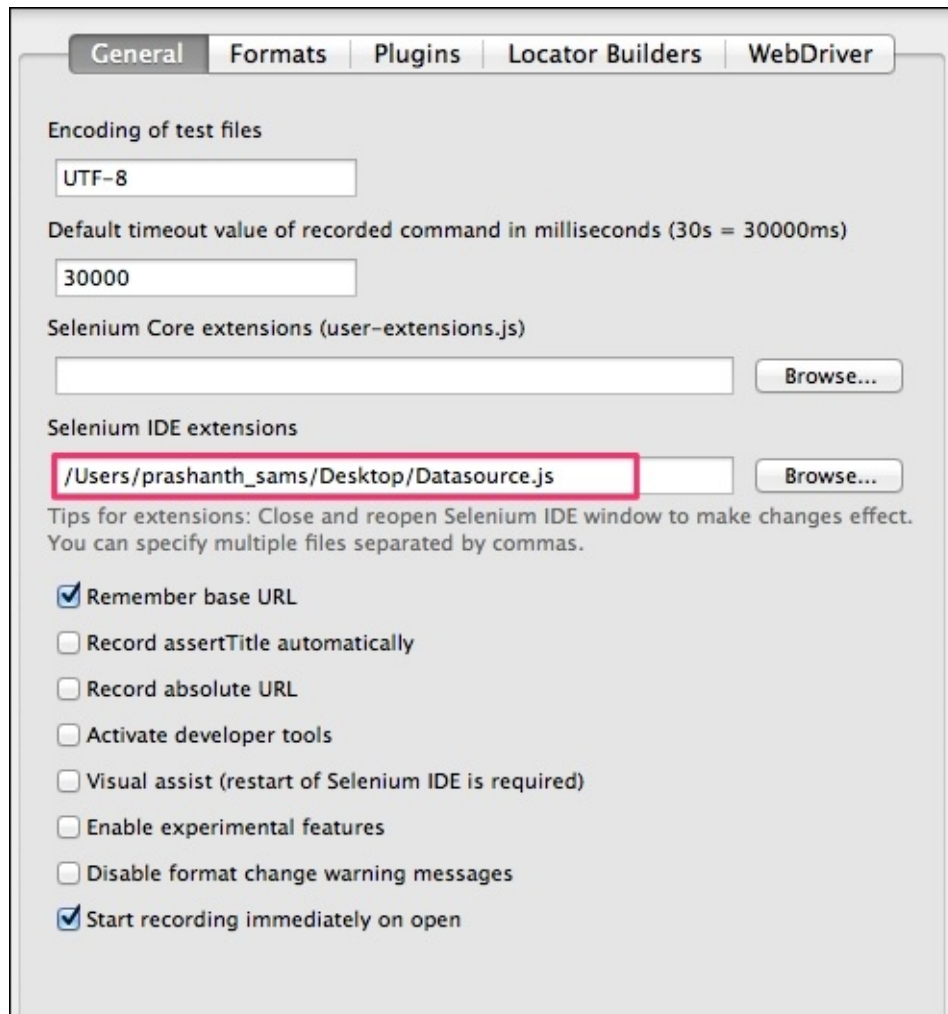 General Formats Plugins Locator Builders WebDriver
Encoding of test files
UTF-8
Default timeout value of recorded command in milliseconds (30s = 30000ms)
30000
Selenium Core extensions (user-extensions.js)
Browse...
Selenium IDE extensions
/Users/prashanth_sams/Desktop/Datasource.js Browse...
Tips for extensions: Close and reopen Selenium IDE window to make changes effect.
You can specify multiple files separated by commas.
Remember base URL
Record assertTitle automatically
Record absolute URL
Activate developer tools
Visual assist (restart of Selenium IDE is required)
Enable experimental features
Disable format change warning messages
Start recording immediately on open